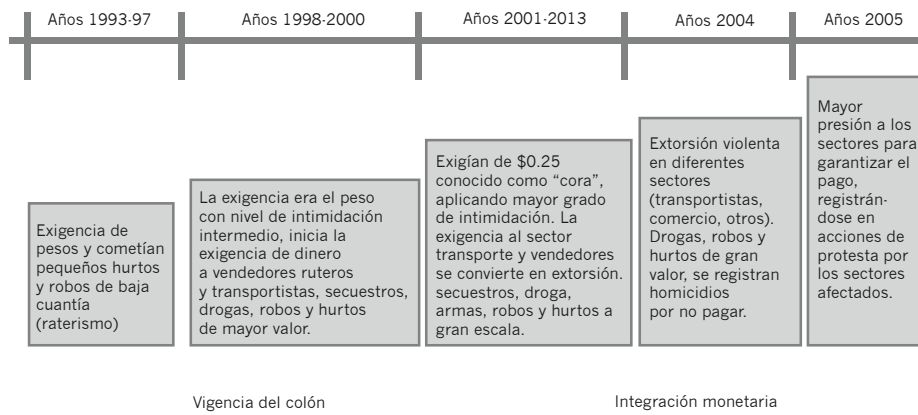 Años 1993-97
Años 1998-2000
Años 2001-2013
Años 2004
Años 2005
Exigencia de
pesos y cometían
pequeños hurtos
y robos de baja
cuantía
(raterismo)
La exigencia era el peso
con nivel de intimidación
intermedio, inicia la
exigencia de dinero
a vendedores ruteros
y transportistas, secuestros,
drogas, robos y hurtos
de mayor valor.
Exigían de $0.25
conocido como “cora”,
aplicando mayor grado
de intimidación. La
exigencia al sector
transporte y vendedores
se convierte en extorsión.
secuestros, droga,
armas, robos y hurtos a
gran escala.
Extorsión violenta
en diferentes
sectores
(transportistas,
comercio, otros).
Drogas, robos y
hurtos de gran
valor, se registran
homicidios
por no pagar.
Mayor
presión a los
sectores para
garantizar el
pago,
registrán-
dose en
acciones de
protesta por
los sectores
afectados.
Vigencia del colón
Integración monetaria